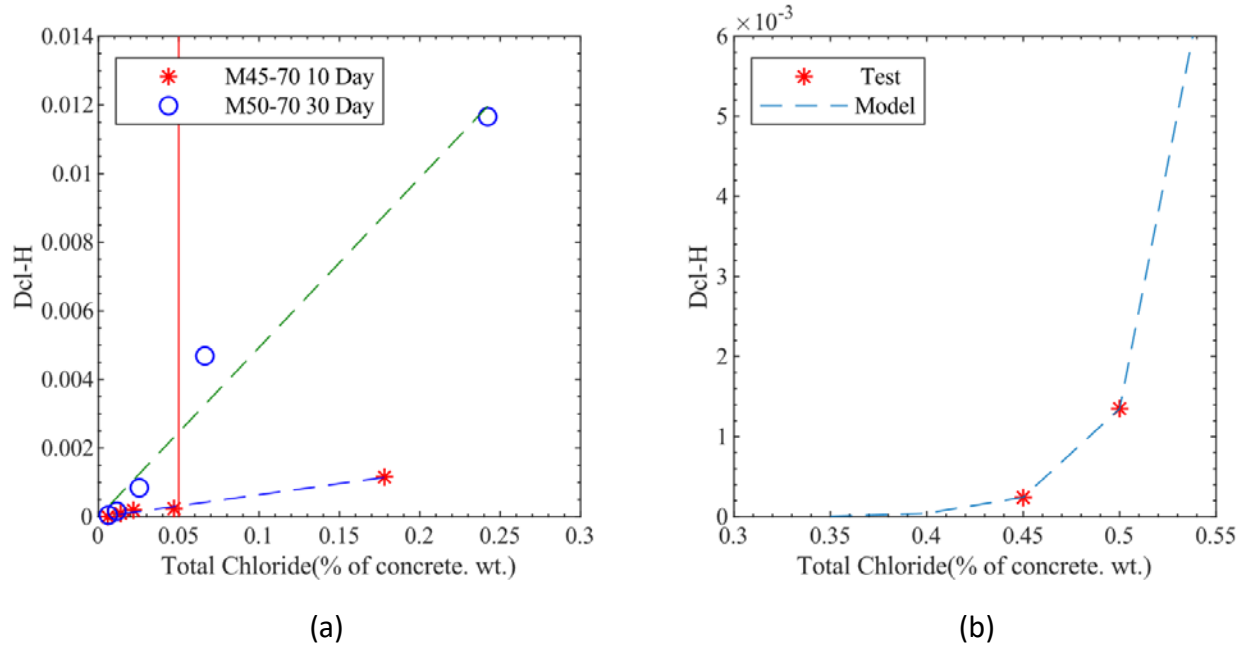 0.014
0.012
0.01
0.008
0.006
0.004
0.002
0
Dcl-H
M45-70 10 Day
M50-70 30 Day
0 0.05 0.1 0.15 0.2 0.25 0.3
Total Chloride(% of concrete. wt.)
(a)
×10⁻³
6
5
4
3
2
1
0
Dcl-H
Test
Model
0.3 0.35 0.4 0.45 0.5 0.55
Total Chloride(% of concrete. wt.)
(b)